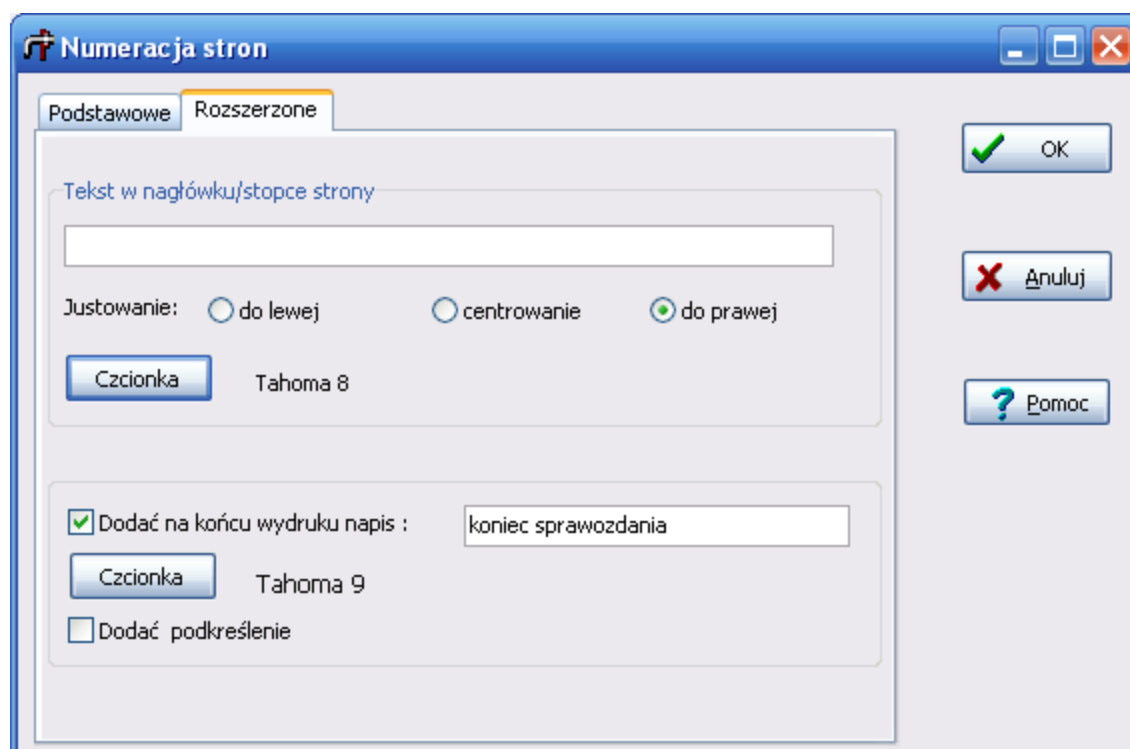 Numeracja stron
Podstawowe Rozszerzone
OK
Tekst w nagłówku/stopce strony
Anuluj
Justowanie: do lewej centrowanie do prawej
Czcionka Tahoma 8
Pomoc
Dodać na końcu wydruku napis : koniec sprawozdania
Czcionka Tahoma 9
Dodać podkreślenie